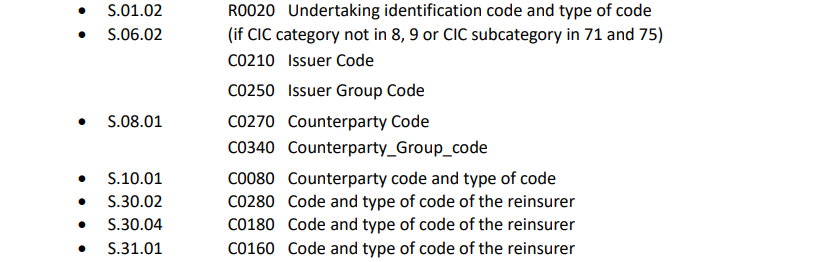 • S.01.02 R0020 Undertaking identification code and type of code
• S.06.02 (if CIC category not in 8, 9 or CIC subcategory in 71 and 75)
C0210 Issuer Code
C0250 Issuer Group Code
• S.08.01 C0270 Counterparty Code
C0340 Counterparty_Group_code
• S.10.01 C0080 Counterparty code and type of code
• S.30.02 C0280 Code and type of code of the reinsurer
• S.30.04 C0180 Code and type of code of the reinsurer
• S.31.01 C0160 Code and type of code of the reinsurer